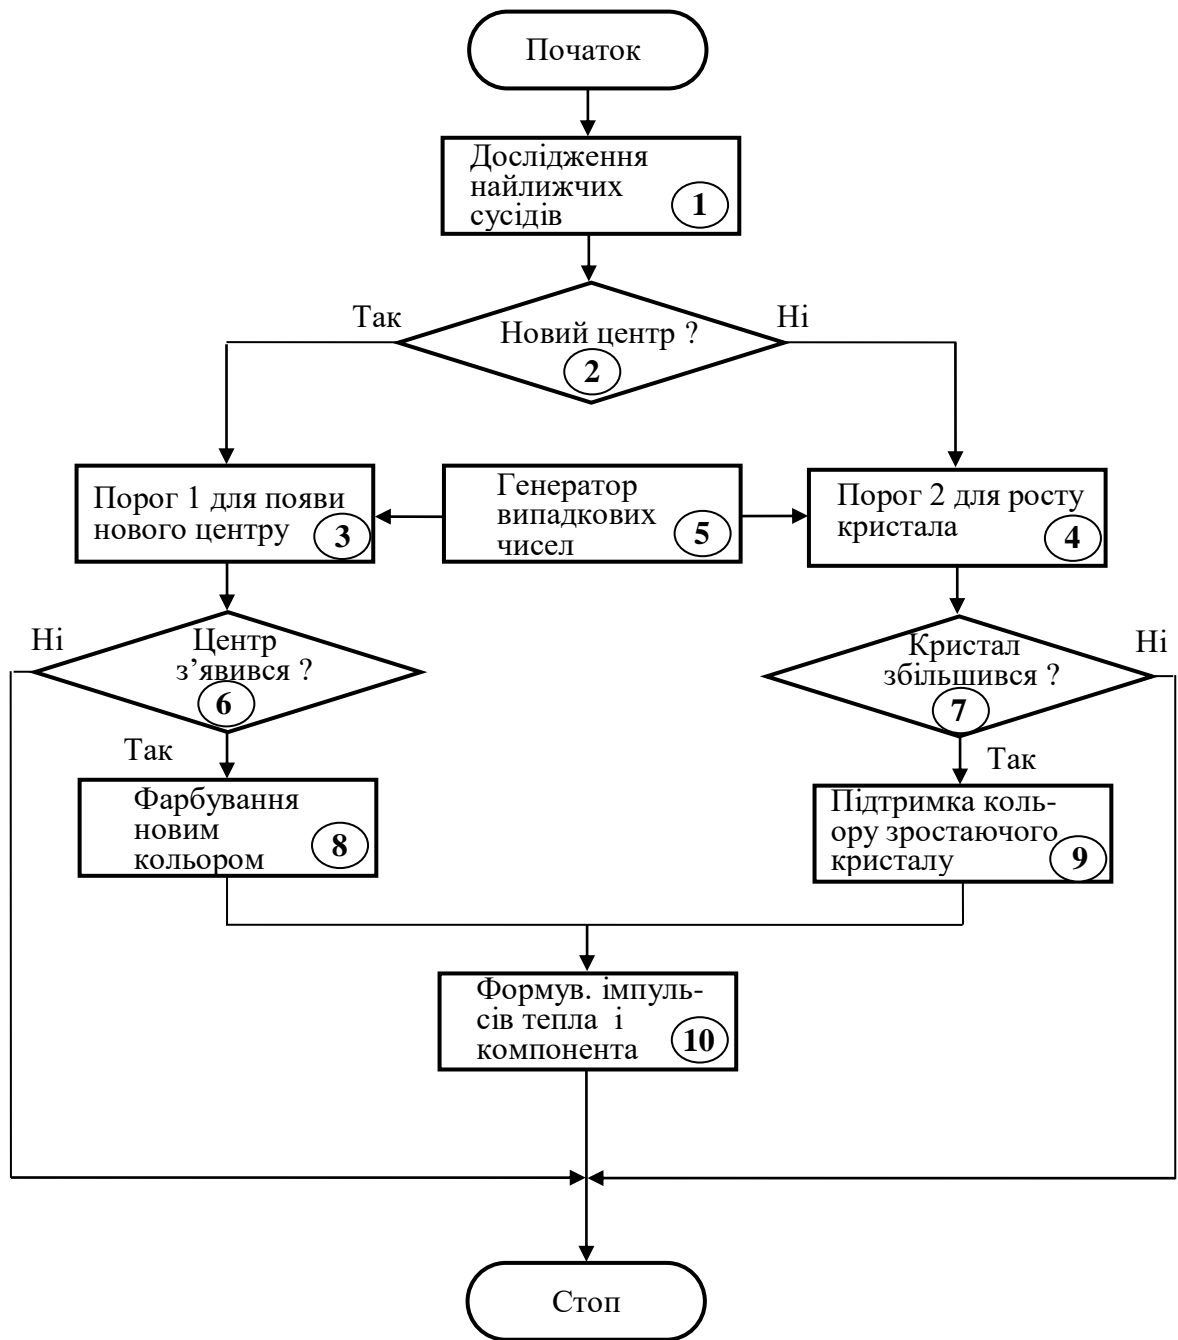 Початок
Дослідження
найлижчих
сусідів
1
Так
Ні
Новий центр ?
2
Порог 1 для появи
нового центру
3
Генератор
випадкових
чисел
5
Порог 2 для росту
кристала
4
Ні
Центр
з’явився ?
6
Кристал
збільшився ?
7
Ні
Так
Так
Фарбування
новим
кольором
8
Підтримка коль-
ору зростаючого
кристалу
9
Формув. імпуль-
сів тепла і
компонента
10
Стоп